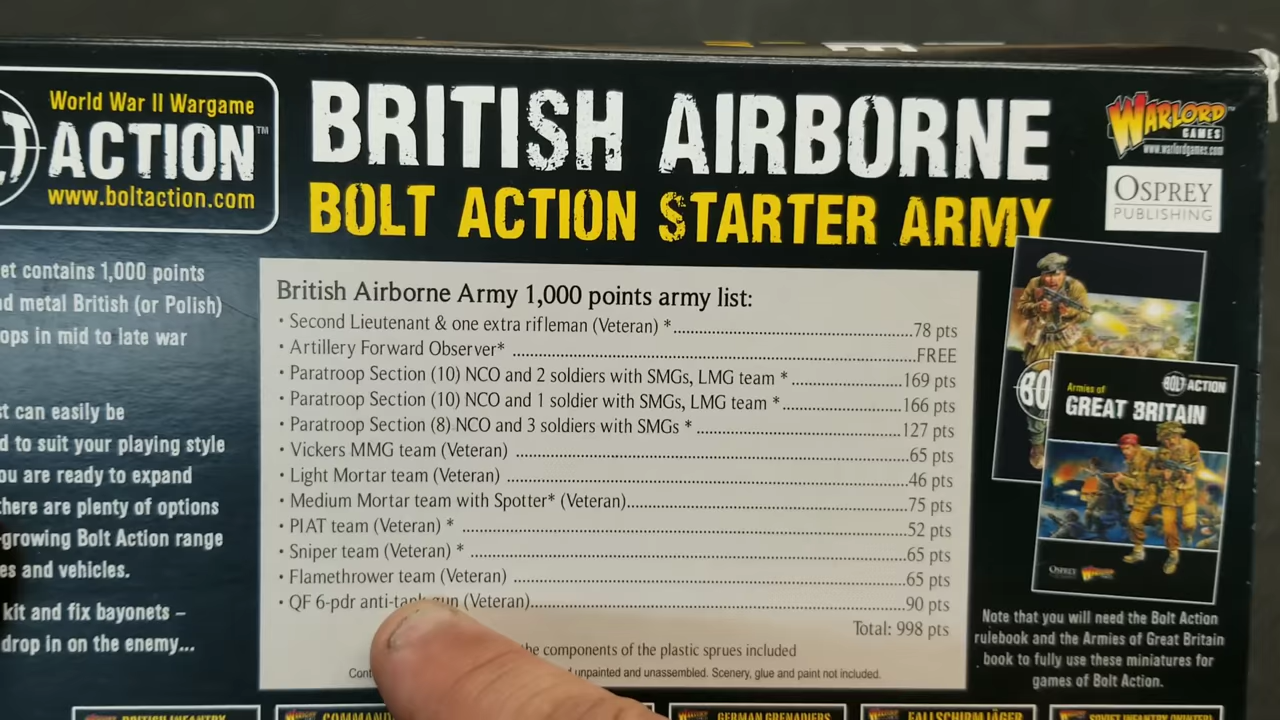 World War II Wargame
ACTION™
www.boltaction.com
BRITISH AIRBORNE
BOLT ACTION STARTER ARMY
WARLORD
GAMES
www.warlordgames.com
OSPREY
PUBLISHING
contains 1,000 points
metal British (or Polish)
in mid to late war
can easily be
to suit your playing style
are ready to expand
there are plenty of options
growing Bolt Action range
and vehicles.
kit and fix bayonets –
drop in on the enemy...
British Airborne Army 1,000 points army list:
• Second Lieutenant & one extra rifleman (Veteran) * 78 pts
• Artillery Forward Observer* FREE
• Paratroop Section (10) NCO and 2 soldiers with SMGs, LMG team * 169 pts
• Paratroop Section (10) NCO and 1 soldier with SMGs, LMG team * 166 pts
• Paratroop Section (8) NCO and 3 soldiers with SMGs * 127 pts
• Vickers MMG team (Veteran) 65 pts
• Light Mortar team (Veteran) 46 pts
• Medium Mortar team with Spotter* (Veteran) 75 pts
• PIAT team (Veteran) * 52 pts
• Sniper team (Veteran) * 65 pts
• Flamethrower team (Veteran) 65 pts
• QF 6-pdr anti-tank gun (Veteran) 90 pts
Total: 998 pts
components of the plastic sprues included
unpainted and unassembled. Scenery, glue and paint not included.
Armies of
BOLT ACTION
GREAT BRITAIN
OSPREY
Note that you will need the Bolt Action
rulebook and the Armies of Great Britain
book to fully use these miniatures for
games of Bolt Action.
BRITISH INFANTRY
GERMAN GRENADIERS
FALLSCHIRMJÄGER
SOVIET INFANTRY